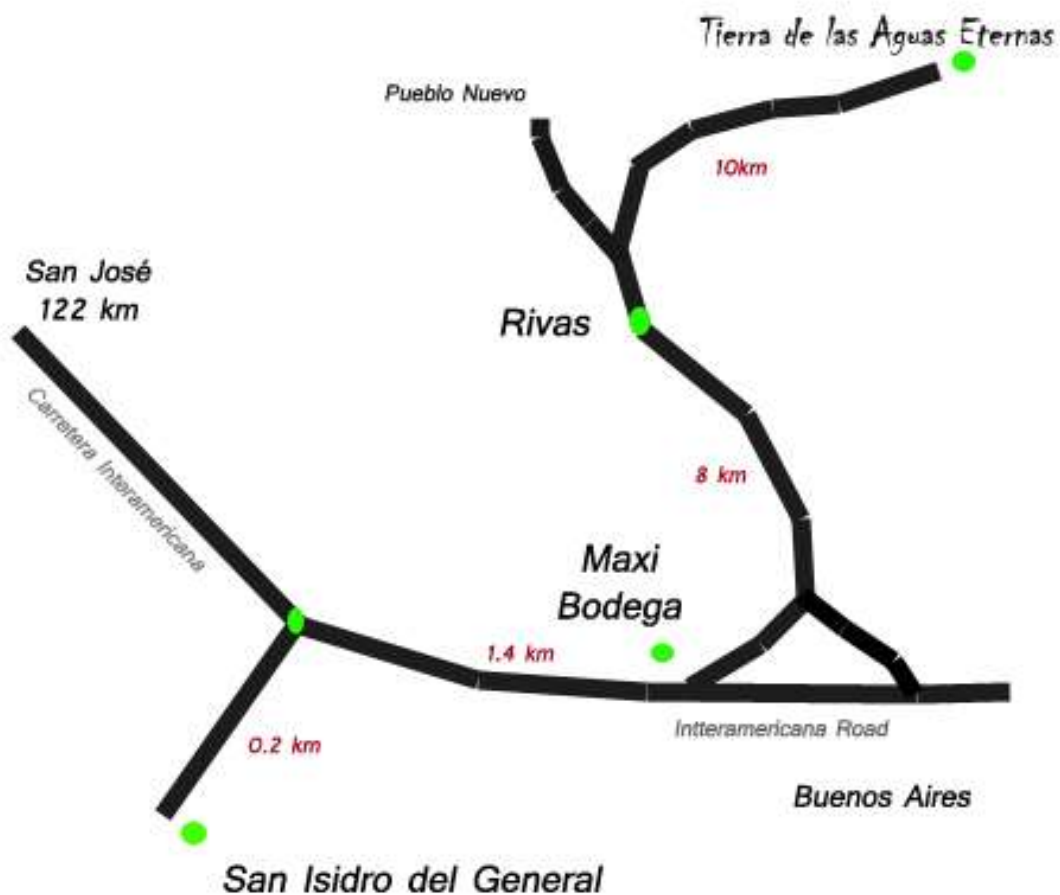 Tierra de las Aguas Eternas
Pueblo Nuevo
10km
San José
122 km
Rivas
Carretera Interamericana
8 km
Maxi
Bodega
1.4 km
0.2 km
Intteramericana Road
Buenos Aires
San Isidro del General